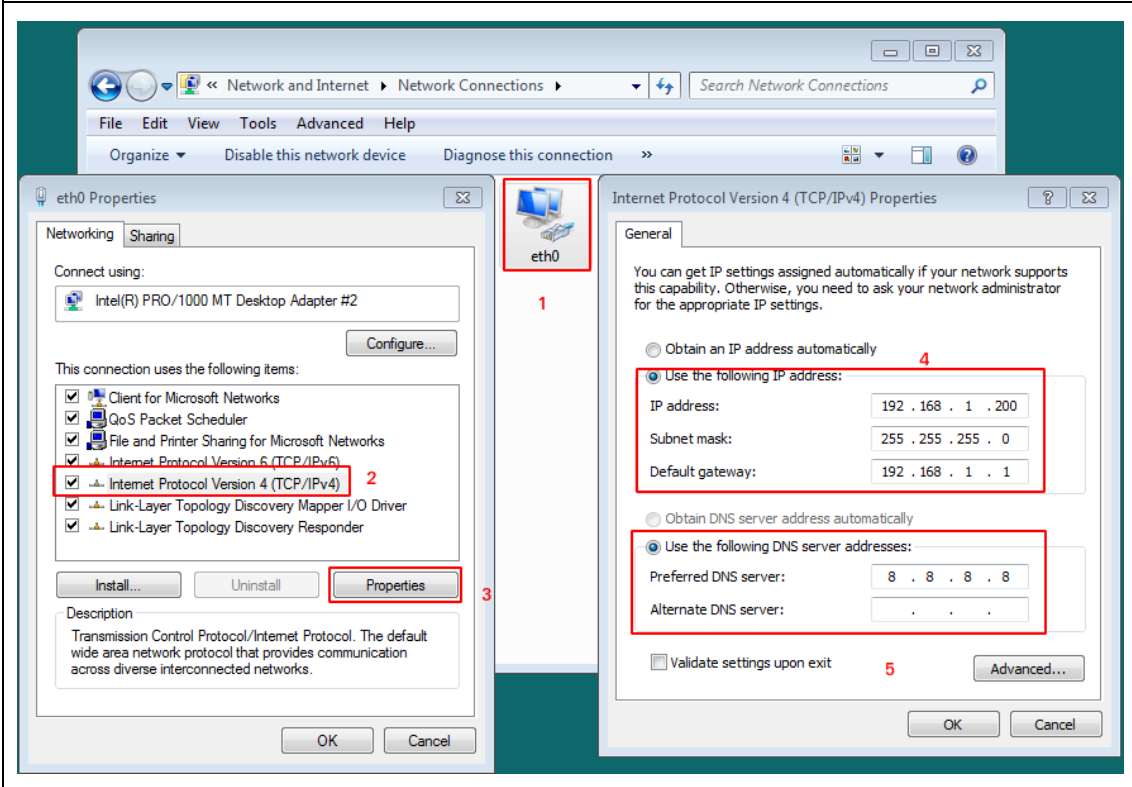 « Network and Internet Network Connections
Search Network Connections
File Edit View Tools Advanced Help
Organize Disable this network device Diagnose this connection »
eth0 Properties
Networking Sharing
Connect using:
Intel(R) PRO/1000 MT Desktop Adapter #2
Configure...
This connection uses the following items:
Client for Microsoft Networks
QoS Packet Scheduler
File and Printer Sharing for Microsoft Networks
Internet Protocol Version 6 (TCP/IPv6)
Internet Protocol Version 4 (TCP/IPv4) 2
Link-Layer Topology Discovery Mapper I/O Driver
Link-Layer Topology Discovery Responder
Install... Uninstall Properties 3
Description
Transmission Control Protocol/Internet Protocol. The default
wide area network protocol that provides communication
across diverse interconnected networks.
OK Cancel
eth0
1
Internet Protocol Version 4 (TCP/IPv4) Properties
General
You can get IP settings assigned automatically if your network supports
this capability. Otherwise, you need to ask your network administrator
for the appropriate IP settings.
Obtain an IP address automatically
4
Use the following IP address:
IP address: 192 . 168 . 1 . 200
Subnet mask: 255 . 255 . 255 . 0
Default gateway: 192 . 168 . 1 . 1
Obtain DNS server address automatically
Use the following DNS server addresses:
Preferred DNS server: 8 . 8 . 8 . 8
Alternate DNS server: . . .
Validate settings upon exit 5
Advanced...
OK Cancel